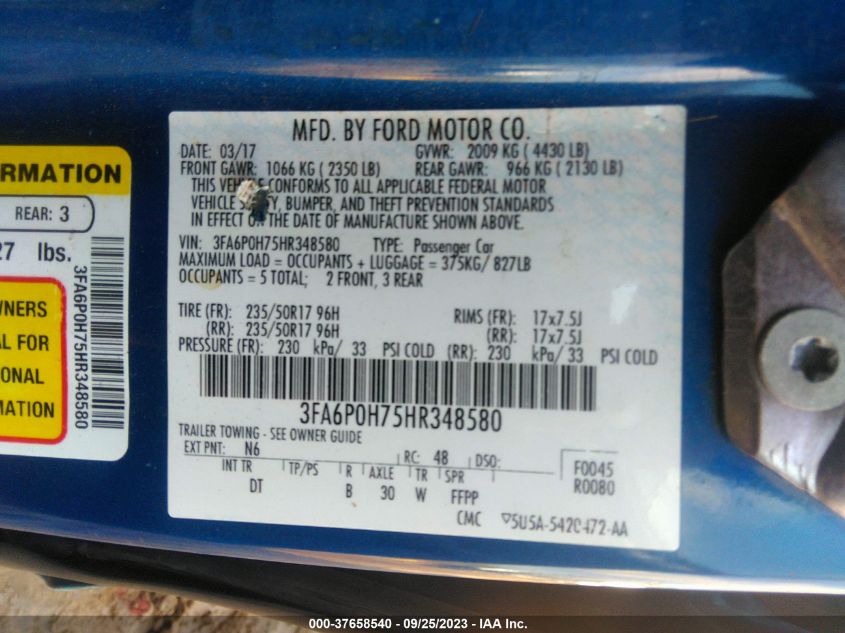 MFD. BY FORD MOTOR CO.
DATE: 03/17 GVWR: 2009 KG (4430 LB)
FRONT GAWR: 1066 KG (2350 LB) REAR GAWR: 966 KG (2130 LB)
THIS VEHICLE CONFORMS TO ALL APPLICABLE FEDERAL MOTOR
VEHICLE SAFETY, BUMPER, AND THEFT PREVENTION STANDARDS
IN EFFECT ON THE DATE OF MANUFACTURE SHOWN ABOVE.
VIN: 3FA6P0H75HR348580 TYPE: Passenger Car
MAXIMUM LOAD = OCCUPANTS + LUGGAGE = 375KG/ 827LB
OCCUPANTS = 5 TOTAL; 2 FRONT, 3 REAR
TIRE (FR): 235/50R17 96H RIMS (FR): 17x7.5J
(RR): 235/50R17 96H (RR): 17x7.5J
PRESSURE (FR): 230 kPa/ 33 PSI COLD (RR): 230 kPa/ 33 PSI COLD
3FA6P0H75HR348580
TRAILER TOWING - SEE OWNER GUIDE
EXT PNT: N6 RC: 48 DSO:
INT TR TP/PS R AXLE TR SPR F0045
DT B 30 W FFPP R0080
CMC 5U5A-5420472-AA
RMATION
REAR: 3
27 lbs.
WNERS
AL FOR
IONAL
MATION
3FA6P0H75HR348580
000-37658540 - 09/25/2023 - IAA Inc.